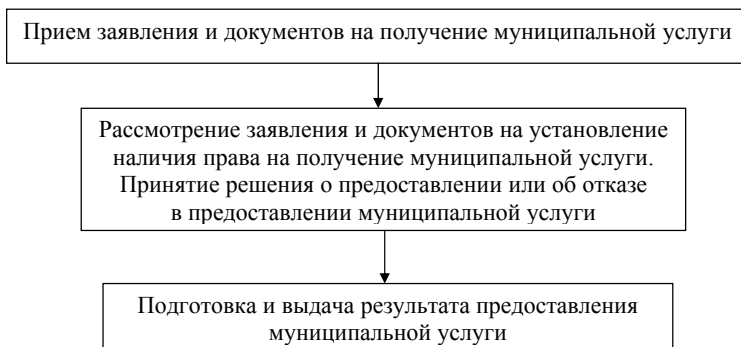 Прием заявления и документов на получение муниципальной услуги
Рассмотрение заявления и документов на установление
наличия права на получение муниципальной услуги.
Принятие решения о предоставлении или об отказе
в предоставлении муниципальной услуги
Подготовка и выдача результата предоставления
муниципальной услуги